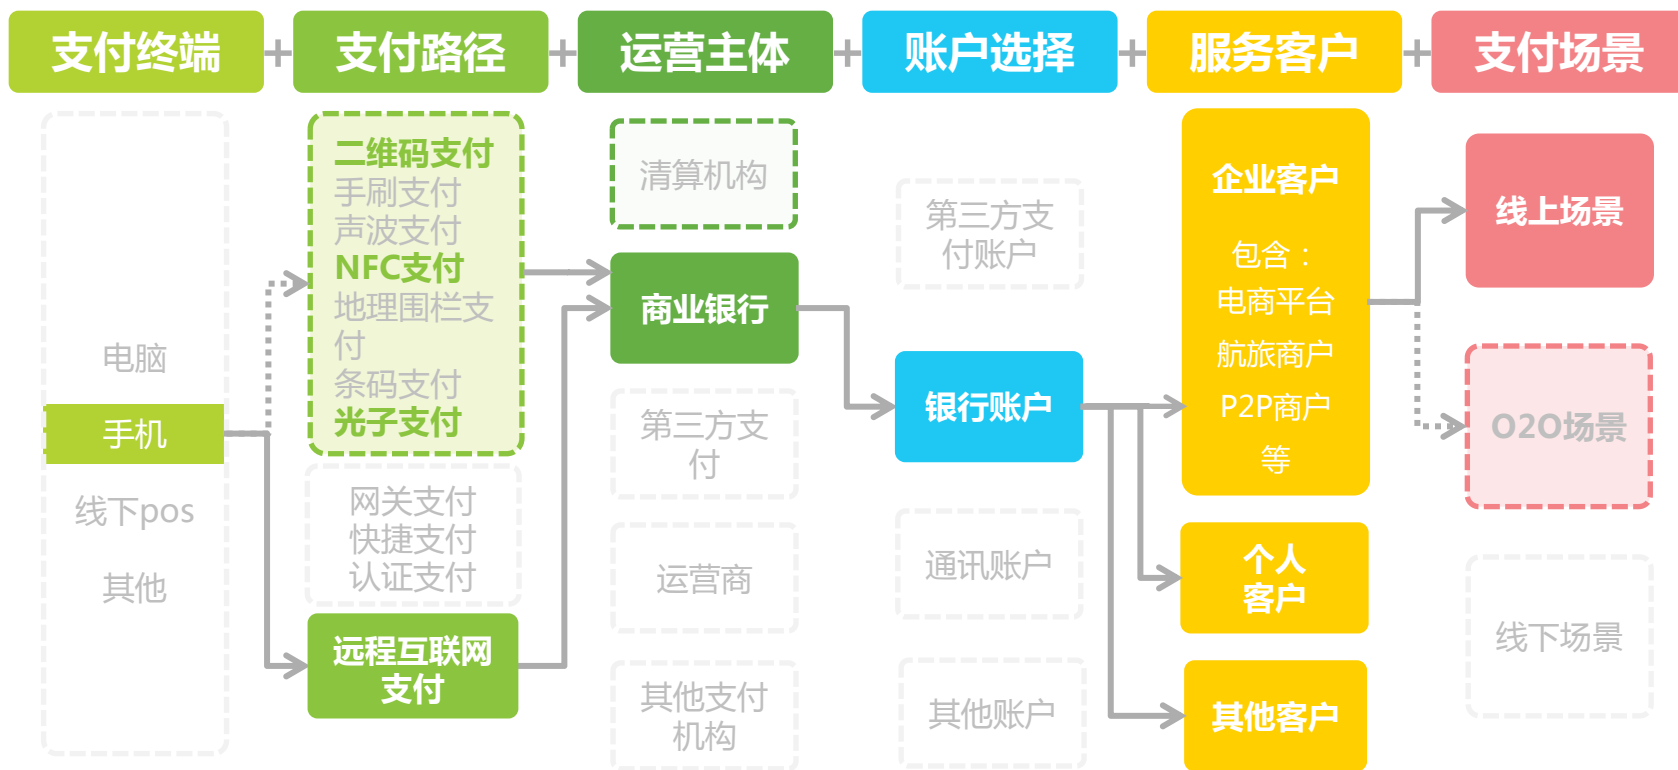 支付终端 + 支付路径 + 运营主体 + 账户选择 + 服务客户 + 支付场景
电脑
手机
线下pos
其他
二维码支付
手刷支付
声波支付
NFC支付
地理围栏支
付
条码支付
光子支付
网关支付
快捷支付
认证支付
远程互联网
支付
清算机构
商业银行
第三方支
付
运营商
其他支付
机构
第三方支
付账户
银行账户
通讯账户
其他账户
企业客户
包含：
电商平台
航旅商户
P2P商户
等
个人
客户
其他客户
线上场景
O2O场景
线下场景